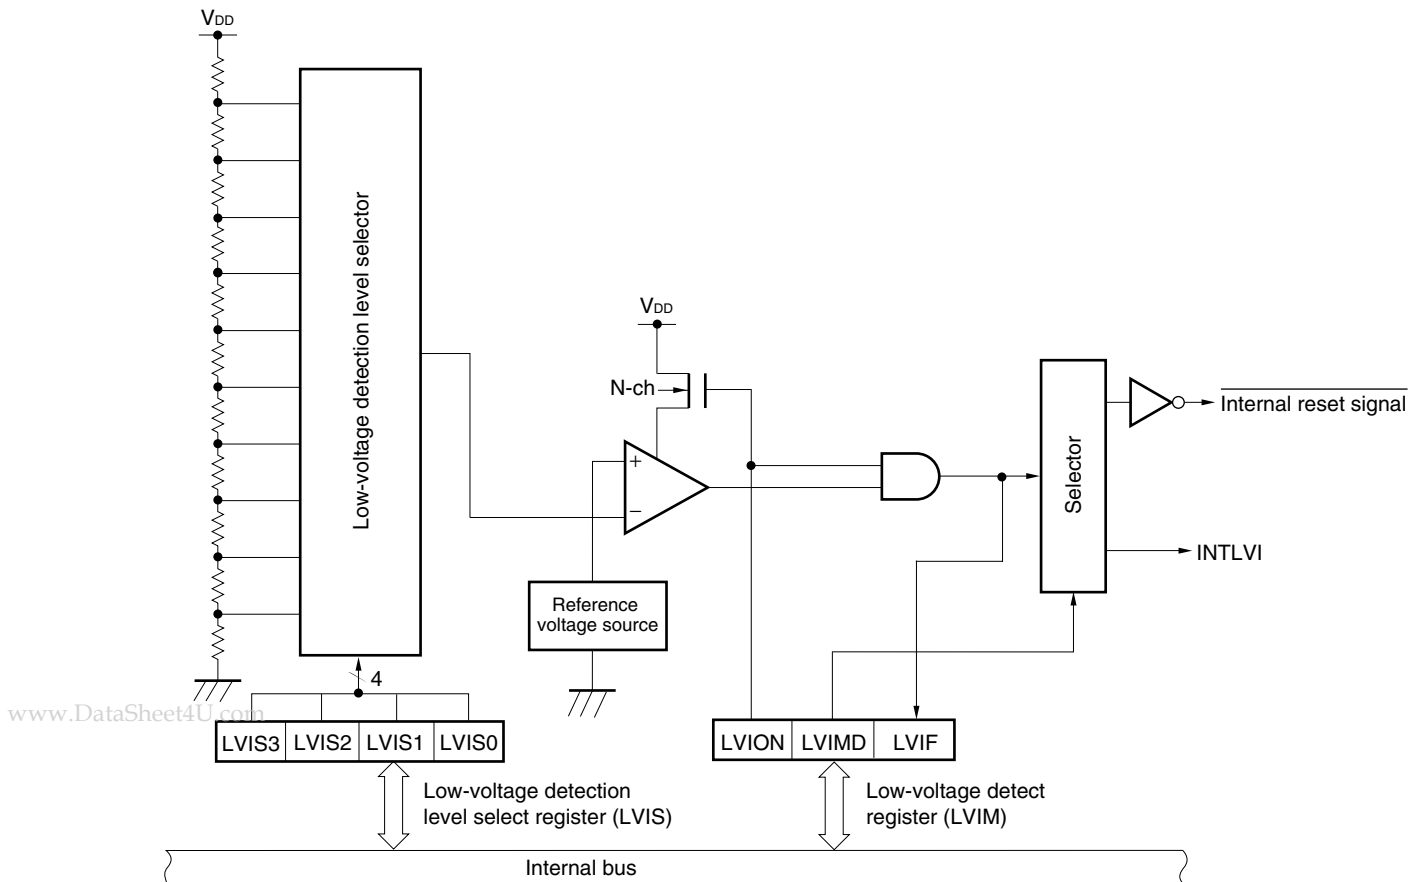 VDD
Low-voltage detection level selector
VDD
N-ch
+
−
Reference
voltage source
Selector
Internal reset signal
INTLVI
4
www.DataSheet4U.com
LVIS3 LVIS2 LVIS1 LVIS0
LVION LVIMD LVIF
Low-voltage detection
level select register (LVIS)
Low-voltage detect
register (LVIM)
Internal bus